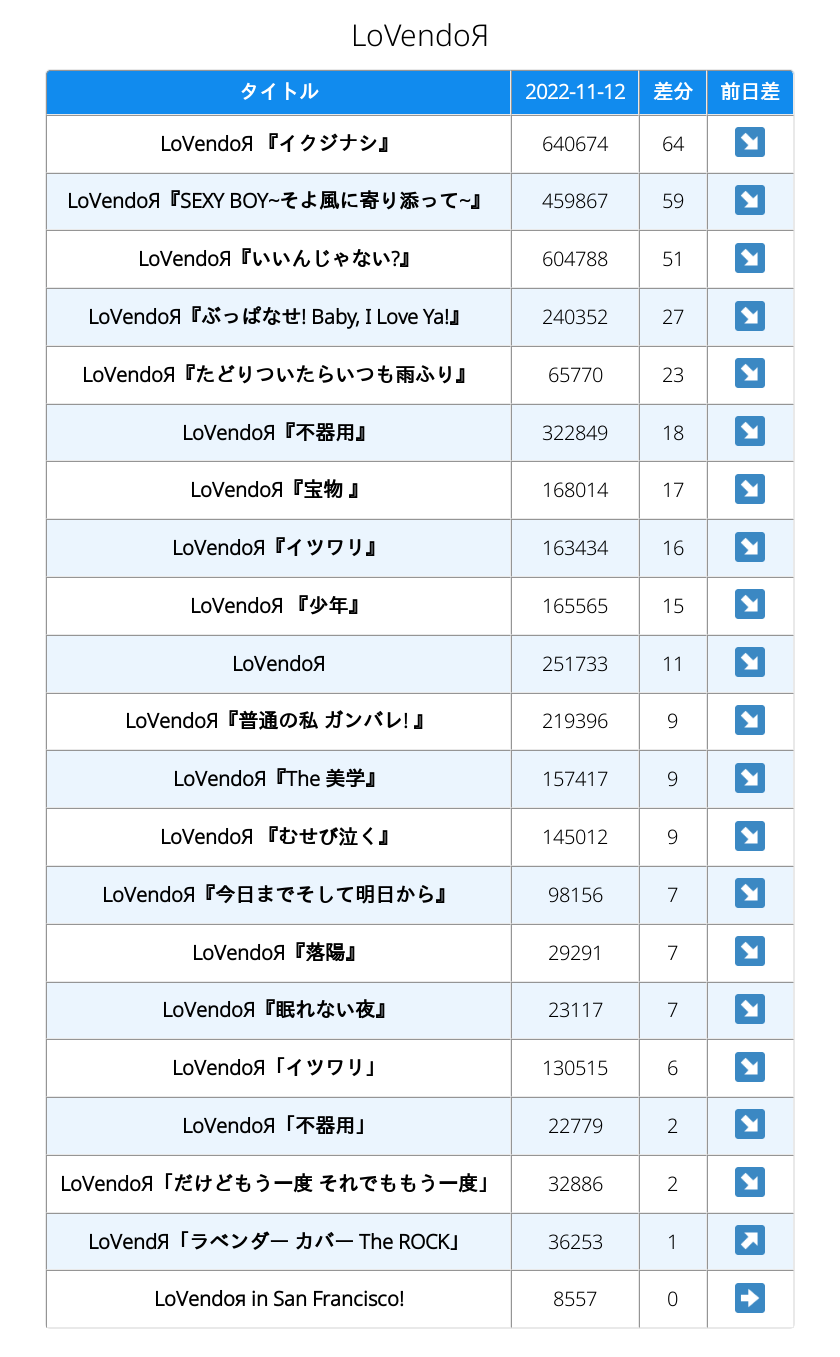 LoVendoЯ
タイトル 2022-11-12 差分 前日差
LoVendoЯ 『イクジナシ』 640674 64 ↘
LoVendoЯ『SEXY BOY~そよ風に寄り添って~』 459867 59 ↘
LoVendoЯ『いいんじゃない?』 604788 51 ↘
LoVendoЯ『ぶっぱなせ! Baby, I Love Ya!』 240352 27 ↘
LoVendoЯ『たどりついたらいつも雨ふり』 65770 23 ↘
LoVendoЯ『不器用』 322849 18 ↘
LoVendoЯ『宝物 』 168014 17 ↘
LoVendoЯ『イツワリ』 163434 16 ↘
LoVendoЯ 『少年』 165565 15 ↘
LoVendoЯ 251733 11 ↘
LoVendoЯ『普通の私 ガンバレ! 』 219396 9 ↘
LoVendoЯ『The 美学』 157417 9 ↘
LoVendoЯ 『むせび泣く』 145012 9 ↘
LoVendoЯ『今日までそして明日から』 98156 7 ↘
LoVendoЯ『落陽』 29291 7 ↘
LoVendoЯ『眠れない夜』 23117 7 ↘
LoVendoЯ「イツワリ」 130515 6 ↘
LoVendoЯ「不器用」 22779 2 ↘
LoVendoЯ「だけどもう一度 それでももう一度」 32886 2 ↘
LoVendЯ「ラベンダー カバー The ROCK」 36253 1 ↗
LoVendoя in San Francisco! 8557 0 ➡